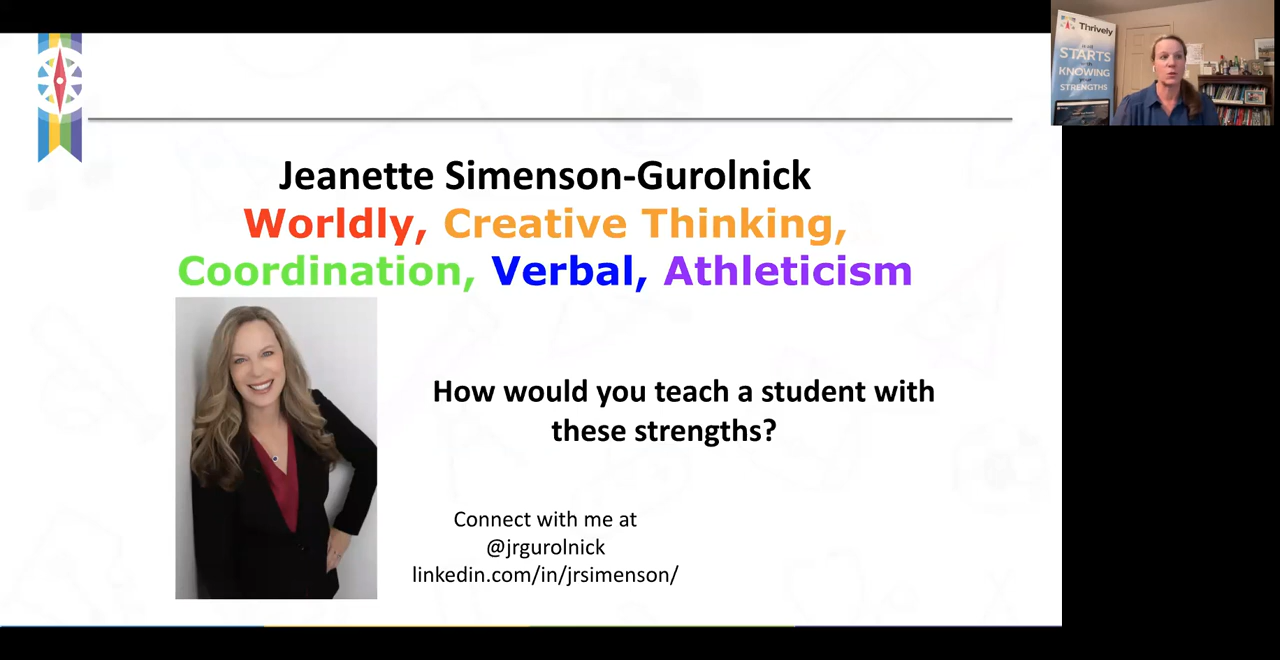 Jeanette Simenson-Gurolnick
Worldly, Creative Thinking,
Coordination, Verbal, Athleticism
How would you teach a student with
these strengths?
Connect with me at
@jrgurolnick
linkedin.com/in/jrsimenson/
Thrively
STARTS
KNOWING
STRENGTHS